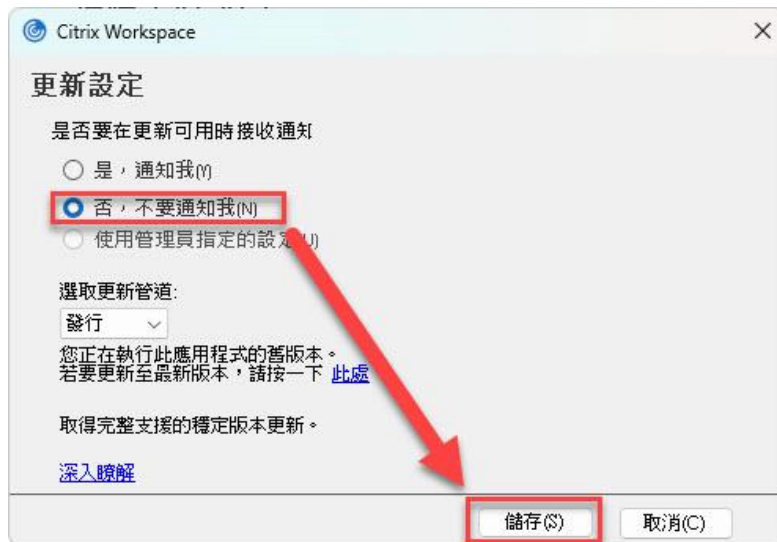 Citrix Workspace
更新設定
是否要在更新可用時接收通知
是，通知我(Y)
否，不要通知我(N)
使用管理員指定的設定(U)
選取更新管道:
發行
您正在執行此應用程式的舊版本。
若要更新至最新版本，請按一下 此處
取得完整支援的穩定版本更新。
深入瞭解
儲存(S) 取消(C)